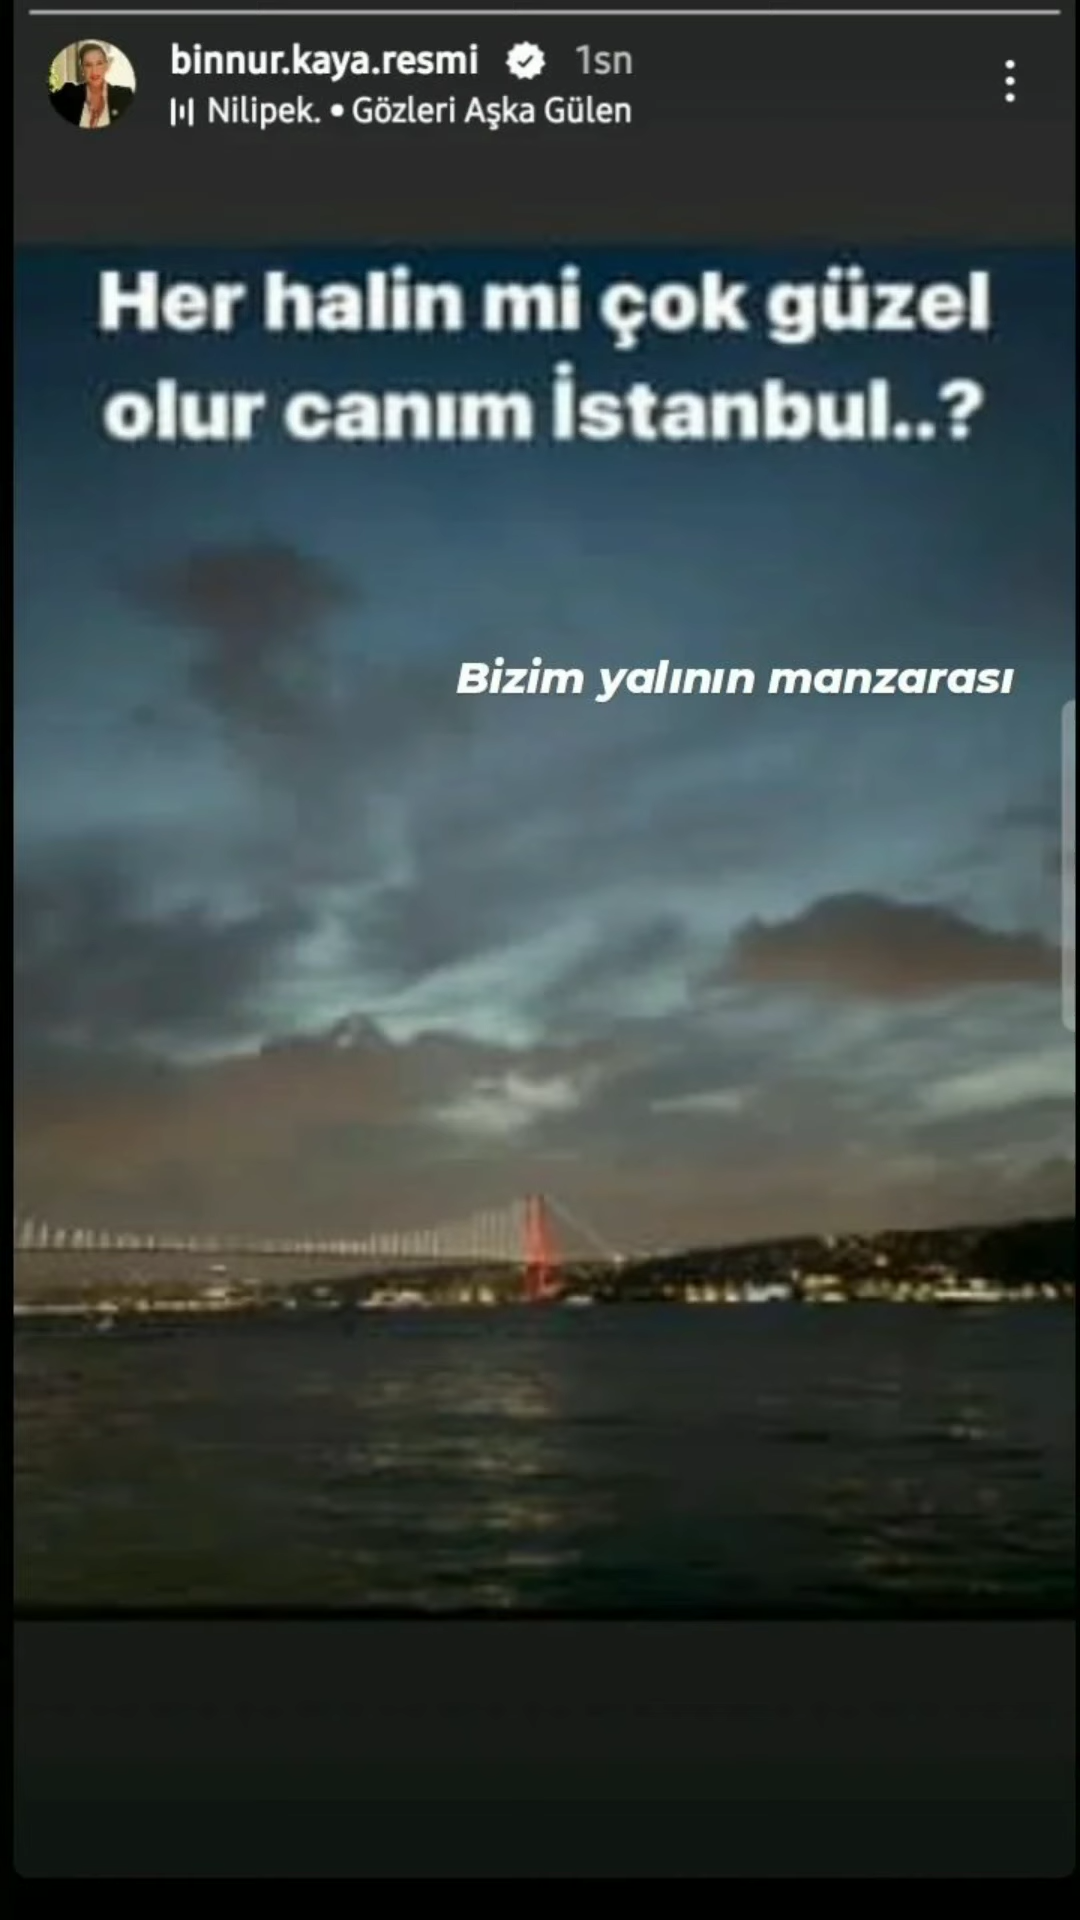 binnur.kaya.resmi 1sn
Nilipek. • Gözleri Aşka Gülen
Her halin mi çok güzel
olur canım İstanbul..?
Bizim yalının manzarası